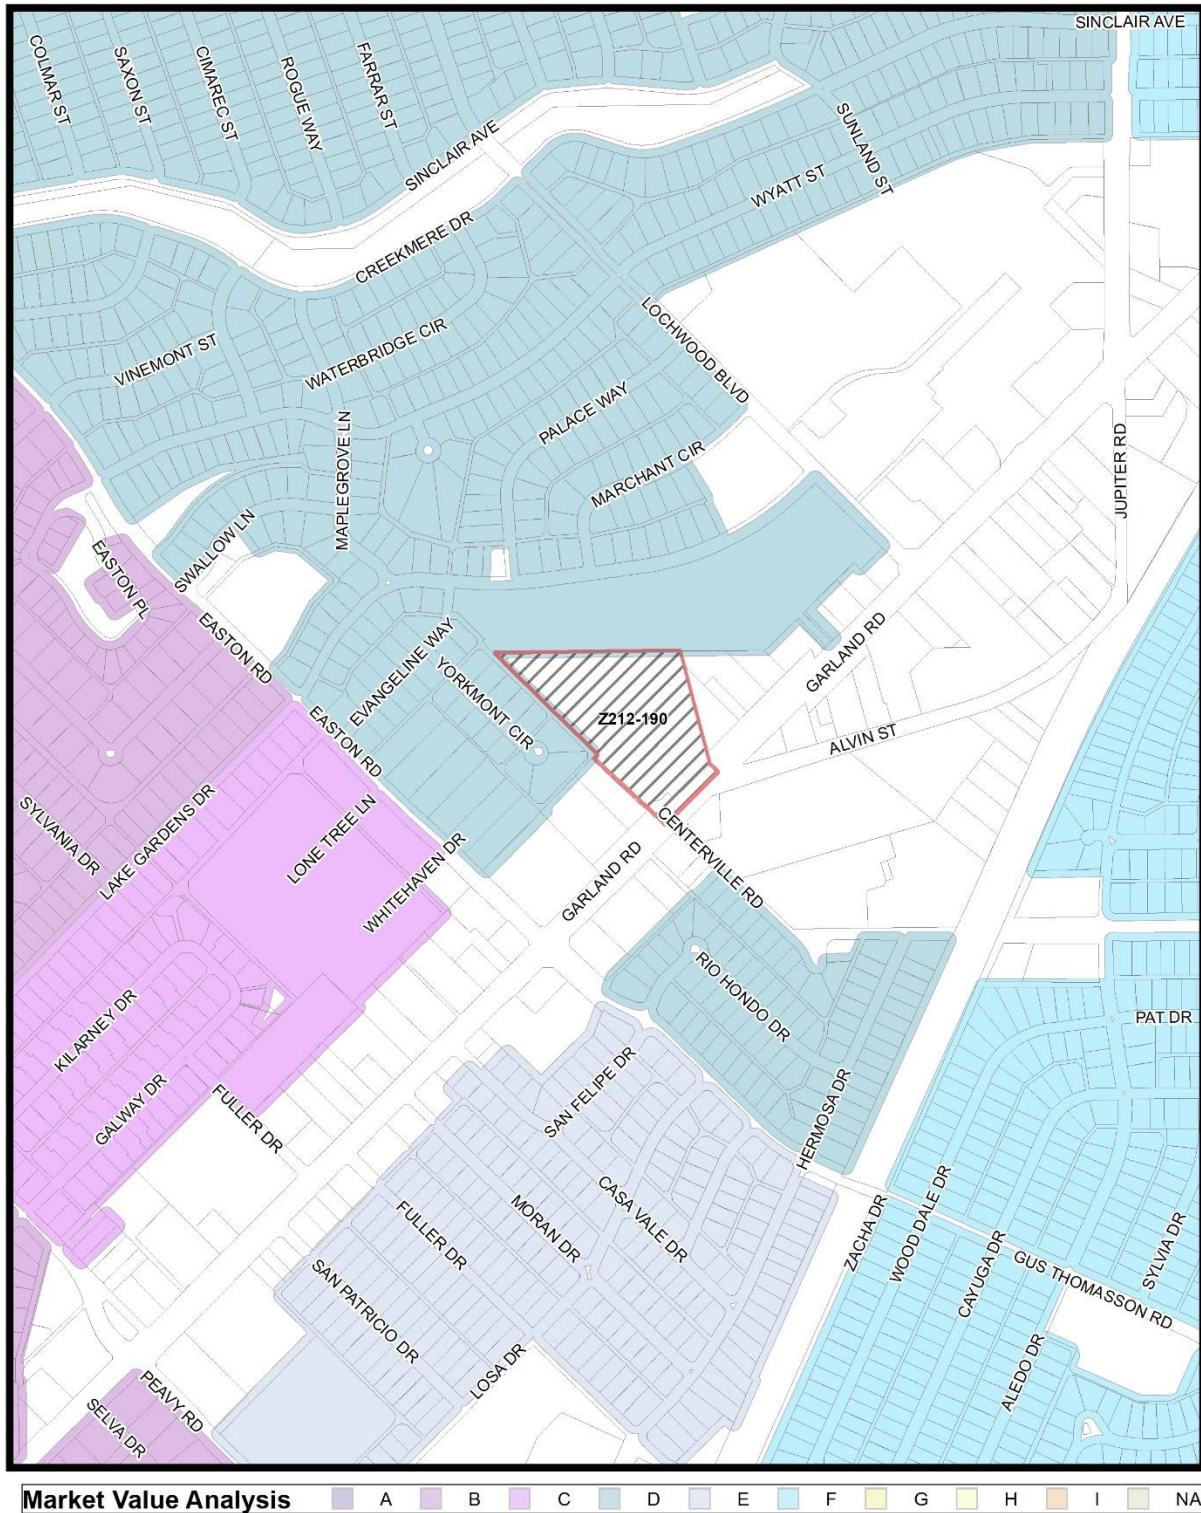 SINCLAIR AVE
COLMAR ST
SAXON ST
CIMAREC ST
ROGUE WAY
FARRAR ST
SINCLAIR AVE
SUNLAND ST
WYATT ST
CREEKMERE DR
LOCHWOOD BLVD
VINEMONT ST
WATERBRIDGE CIR
PALACE WAY
MAPLEGROVE LN
MARCHANT CIR
JUPITER RD
SWALLOW LN
EASTON PL
EASTON RD
EVANGELINE WAY
YORKMONT CIR
GARLAND RD
Z212-190
EASTON RD
ALVIN ST
SYLVANIA DR
LAKE GARDENS DR
LONE TREE LN
WHITEHAVEN DR
GARLAND RD
CENTERVILLE RD
RIO HONDO DR
KILARNEY DR
PAT DR
GALWAY DR
FULLER DR
SAN FELIPE DR
HERMOSA DR
FULLER DR
MORAN DR
CASA VALE DR
ZACHA DR
WOOD DALE DR
CAYUGA DR
SYLVIA DR
GUS THOMASSON RD
SAN PATRICIO DR
LOSA DR
ALEDO DR
PEAVY RD
SELVA DR
Market Value Analysis A B C D E F G H I NA